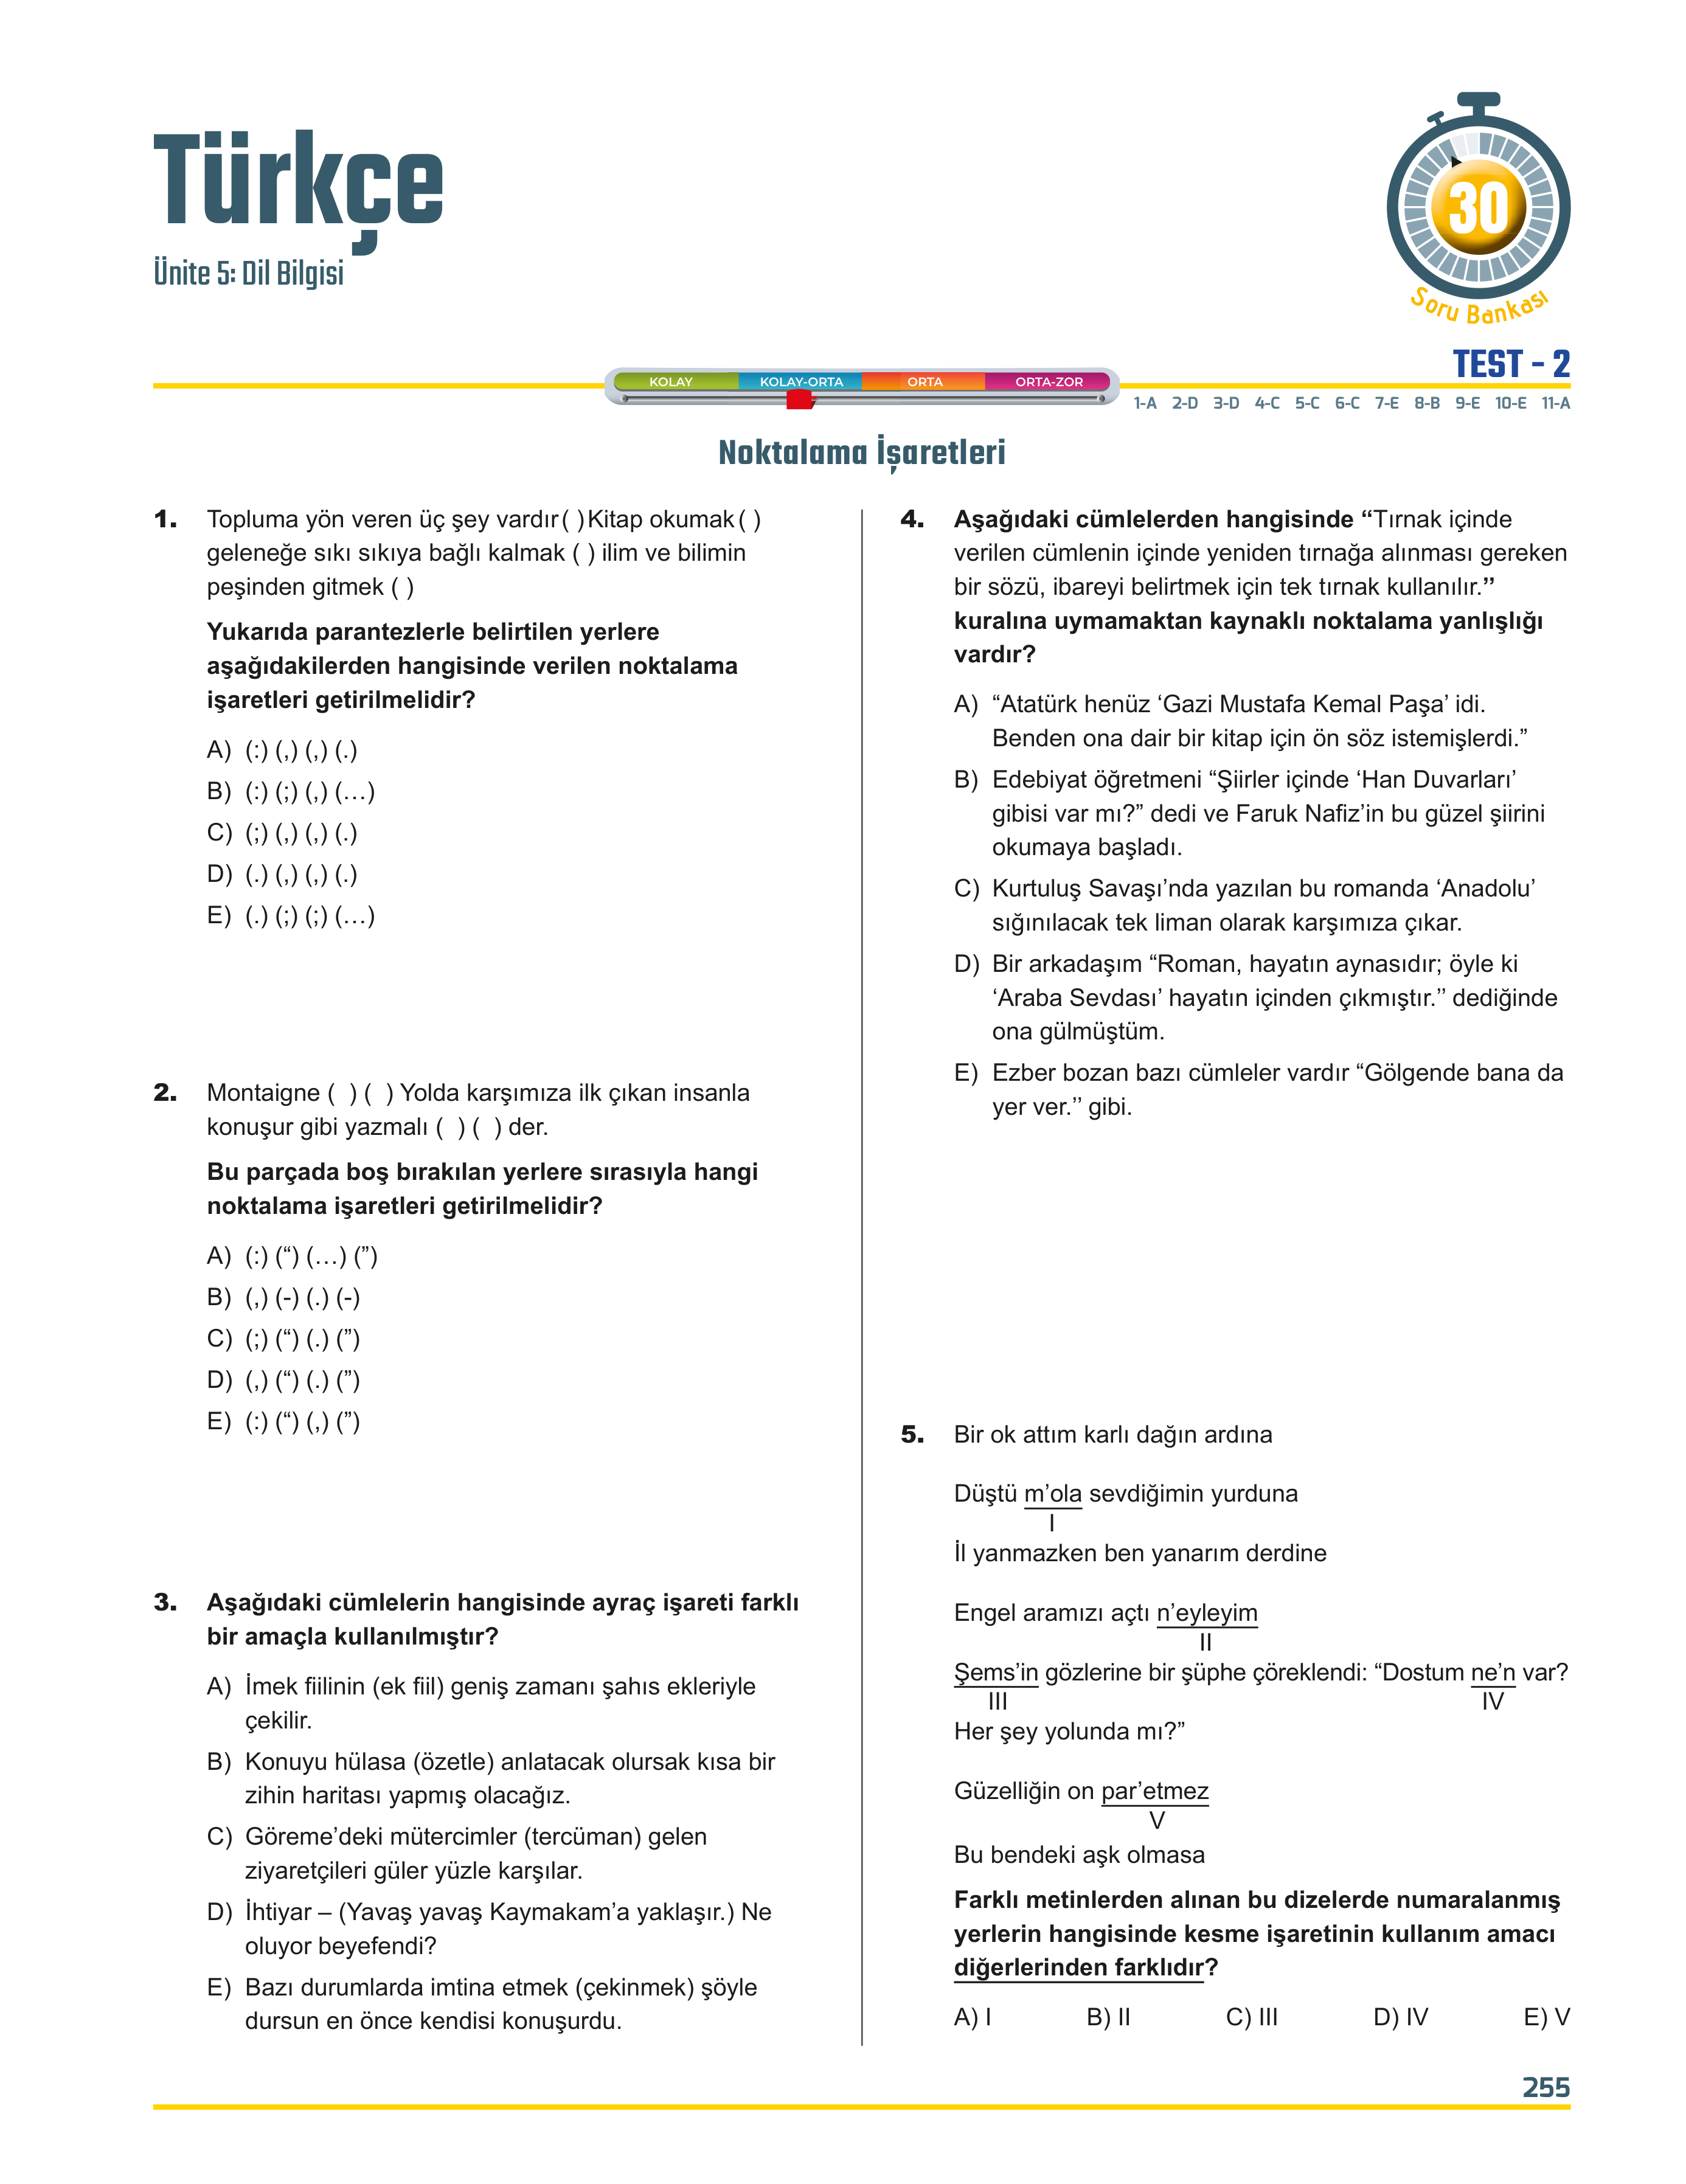 Türkçe
Ünite 5: Dil Bilgisi
30
Soru Bankası
TEST - 2
KOLAY KOLAY-ORTA ORTA ORTA-ZOR
1-A 2-D 3-D 4-C 5-C 6-C 7-E 8-B 9-E 10-E 11-A
Noktalama İşaretleri
1. Topluma yön veren üç şey vardır ( ) Kitap okumak ( )
geleneğe sıkı sıkıya bağlı kalmak ( ) ilim ve bilimin
peşinden gitmek ( )
Yukarıda parantezlerle belirtilen yerlere
aşağıdakilerden hangisinde verilen noktalama
işaretleri getirilmelidir?
A) (:) (,) (,) (.)
B) (:) (;) (,) (…)
C) (;) (,) (,) (.)
D) (.) (,) (,) (.)
E) (.) (;) (;) (…)
2. Montaigne ( ) ( ) Yolda karşımıza ilk çıkan insanla
konuşur gibi yazmalı ( ) ( ) der.
Bu parçada boş bırakılan yerlere sırasıyla hangi
noktalama işaretleri getirilmelidir?
A) (:) (“) (…) (”)
B) (,) (-) (.) (-)
C) (;) (“) (.) (”)
D) (,) (“) (.) (”)
E) (:) (“) (,) (”)
3. Aşağıdaki cümlelerin hangisinde ayraç işareti farklı
bir amaçla kullanılmıştır?
A) İmek fiilinin (ek fiil) geniş zamanı şahıs ekleriyle
çekilir.
B) Konuyu hülasa (özetle) anlatacak olursak kısa bir
zihin haritası yapmış olacağız.
C) Göreme’deki mütercimler (tercüman) gelen
ziyaretçileri güler yüzle karşılar.
D) İhtiyar – (Yavaş yavaş Kaymakam’a yaklaşır.) Ne
oluyor beyefendi?
E) Bazı durumlarda imtina etmek (çekinmek) şöyle
dursun en önce kendisi konuşurdu.
4. Aşağıdaki cümlelerden hangisinde “Tırnak içinde
verilen cümlenin içinde yeniden tırnağa alınması gereken
bir sözü, ibareyi belirtmek için tek tırnak kullanılır.’’
kuralına uymamaktan kaynaklı noktalama yanlışlığı
vardır?
A) “Atatürk henüz ‘Gazi Mustafa Kemal Paşa’ idi.
Benden ona dair bir kitap için ön söz istemişlerdi.”
B) Edebiyat öğretmeni “Şiirler içinde ‘Han Duvarları’
gibisi var mı?” dedi ve Faruk Nafiz’in bu güzel şiirini
okumaya başladı.
C) Kurtuluş Savaşı’nda yazılan bu romanda ‘Anadolu’
sığınılacak tek liman olarak karşımıza çıkar.
D) Bir arkadaşım “Roman, hayatın aynasıdır; öyle ki
‘Araba Sevdası’ hayatın içinden çıkmıştır.’’ dediğinde
ona gülmüştüm.
E) Ezber bozan bazı cümleler vardır “Gölgende bana da
yer ver.’’ gibi.
5. Bir ok attım karlı dağın ardına
Düştü m’ola sevdiğimin yurduna
I
İl yanmazken ben yanarım derdine
Engel aramızı açtı n’eyleyim
II
Şems’in gözlerine bir şüphe çöreklendi: “Dostum ne’n var?
III IV
Her şey yolunda mı?”
Güzelliğin on par’etmez
V
Bu bendeki aşk olmasa
Farklı metinlerden alınan bu dizelerde numaralanmış
yerlerin hangisinde kesme işaretinin kullanım amacı
diğerlerinden farklıdır?
A) I B) II C) III D) IV E) V
255